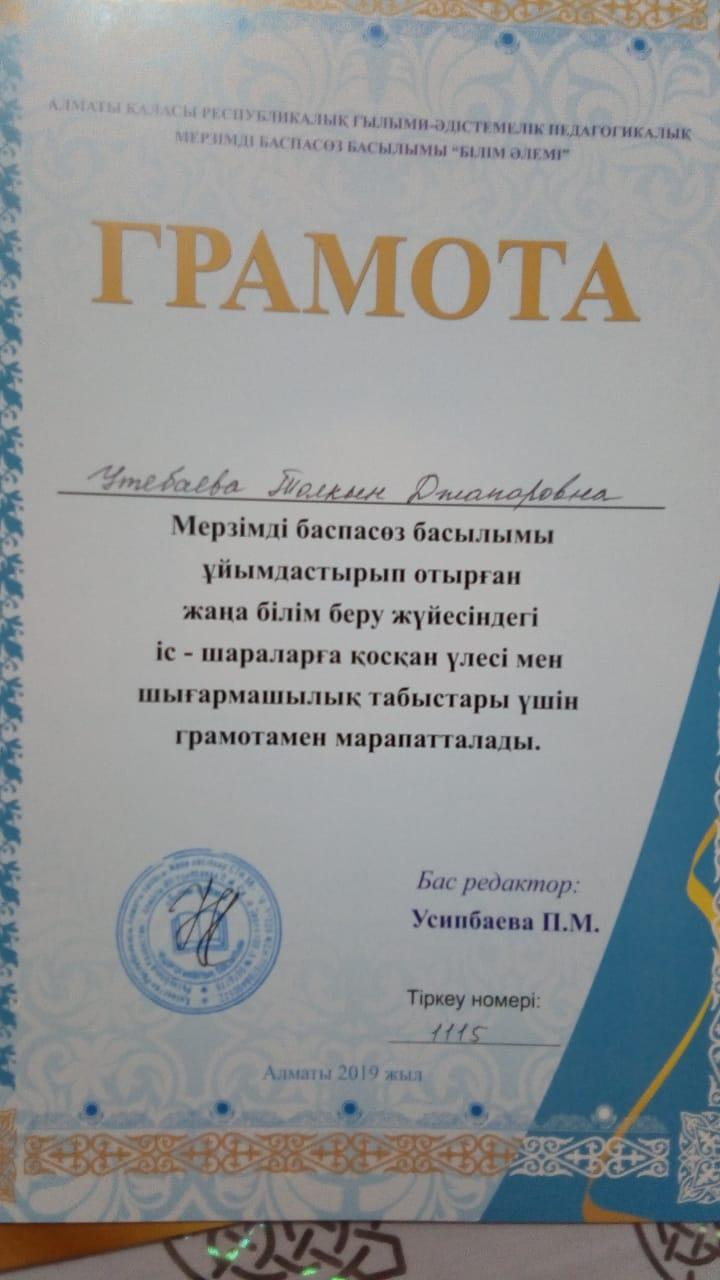 АЛМАТЫ ҚАЛАСЫ РЕСПУБЛИКАЛЫҚ ҒЫЛЫМИ-ӘДІСТЕМЕЛІК ПЕДАГОГИКАЛЫҚ
МЕРЗІМДІ БАСПАСӨЗ БАСЫЛЫМЫ “БІЛІМ ӘЛЕМІ”
ГРАМОТА
Утебаева Толкын Джапоровна
Мерзімді баспасөз басылымы
ұйымдастырып отырған
жаңа білім беру жүйесіндегі
іс - шараларға қосқан үлесі мен
шығармашылық табыстары үшін
грамотамен марапатталады.
Бас редактор:
Усипбаева П.М.
Тіркеу номері:
1115
Алматы 2019 жыл